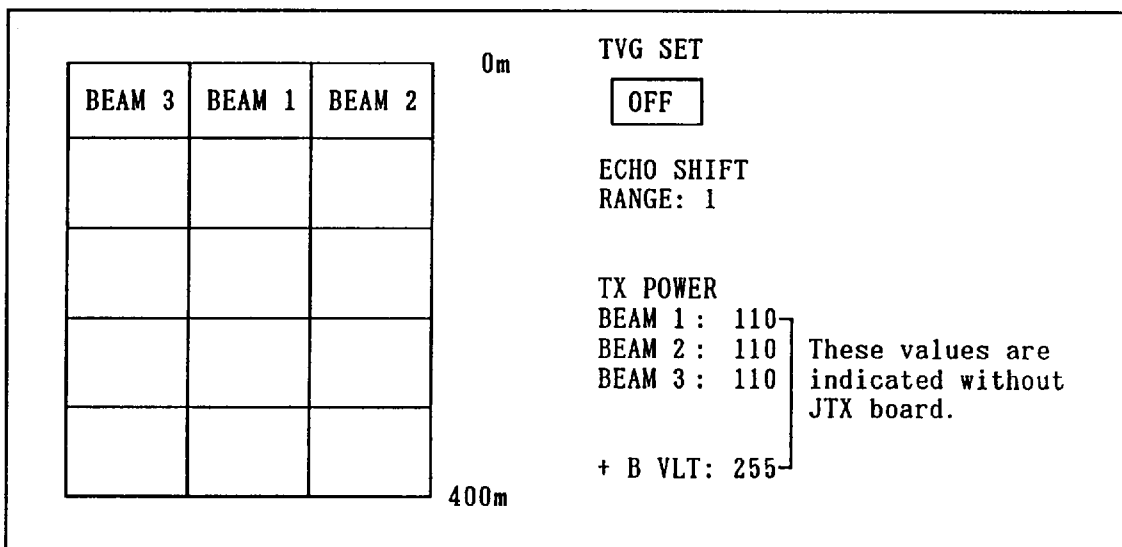 0m
BEAM 3 BEAM 1 BEAM 2
400m
TVG SET
OFF
ECHO SHIFT
RANGE: 1
TX POWER
BEAM 1 : 110
BEAM 2 : 110
BEAM 3 : 110
These values are
indicated without
JTX board.
+ B VLT: 255